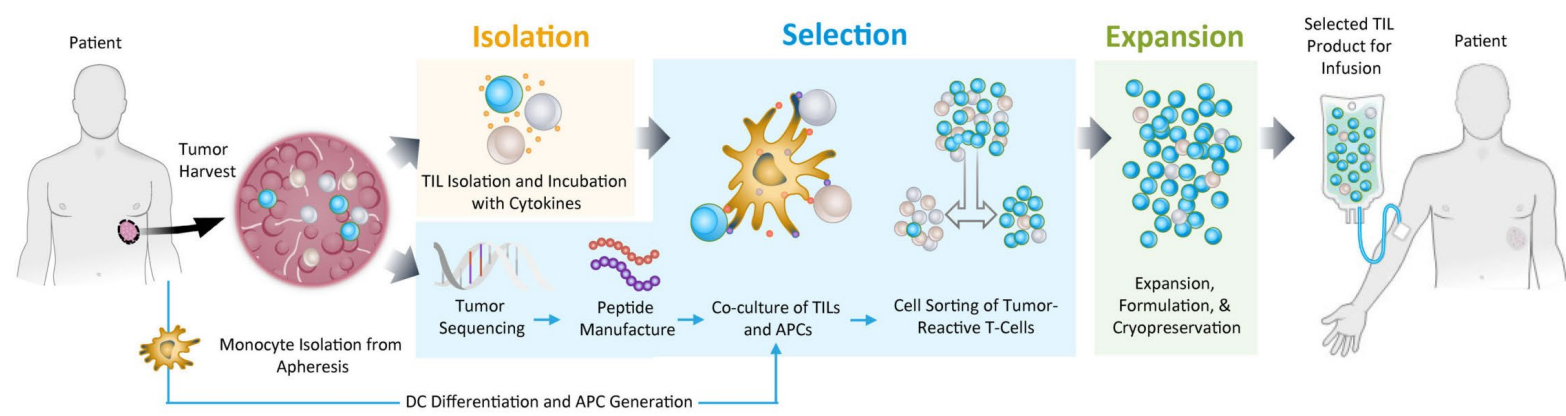 Patient
Tumor
Harvest
Monocyte Isolation from
Apheresis
Isolation
TIL Isolation and Incubation
with Cytokines
Tumor
Sequencing
Peptide
Manufacture
Selection
Co-culture of TILs
and APCs
Cell Sorting of Tumor-
Reactive T-Cells
DC Differentiation and APC Generation
Expansion
Expansion,
Formulation, &
Cryopreservation
Selected TIL
Product for
Infusion
Patient